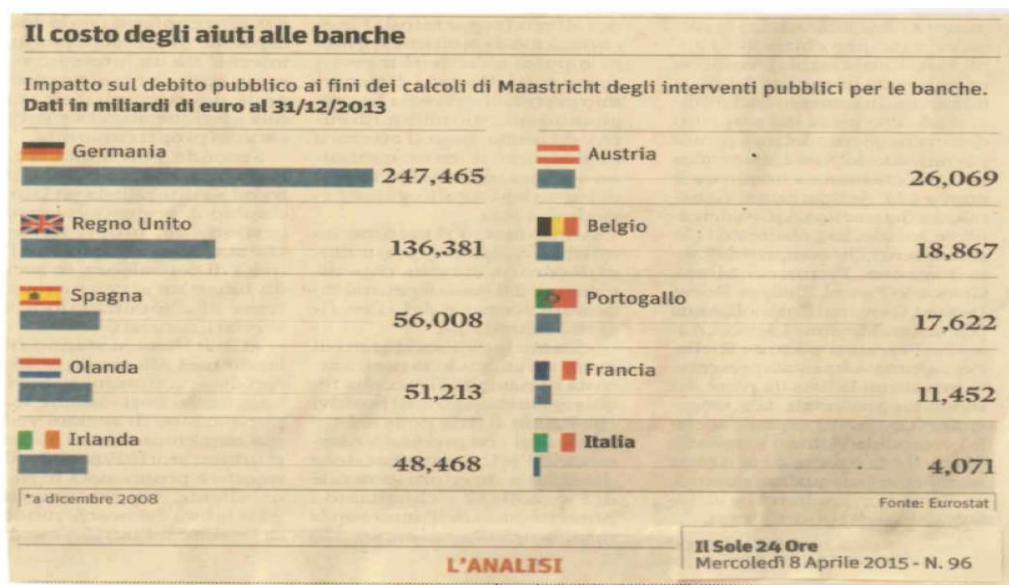 Il costo degli aiuti alle banche
Impatto sul debito pubblico ai fini dei calcoli di Maastricht degli interventi pubblici per le banche.
Dati in miliardi di euro al 31/12/2013
Germania
247,465
Regno Unito
136,381
Spagna
56,008
Olanda
51,213
Irlanda
48,468
Austria
26,069
Belgio
18,867
Portogallo
17,622
Francia
11,452
Italia
4,071
*a dicembre 2008
Fonte: Eurostat
L'ANALISI
Il Sole 24 Ore
Mercoledì 8 Aprile 2015 - N. 96